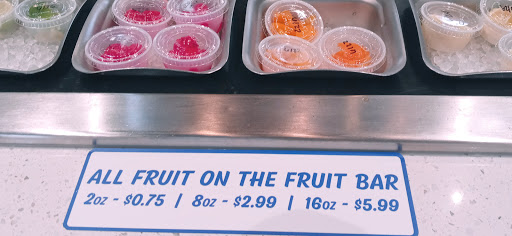 ALL FRUIT ON THE FRUIT BAR
2oz - $0.75 | 8oz - $2.99 | 16oz - $5.99